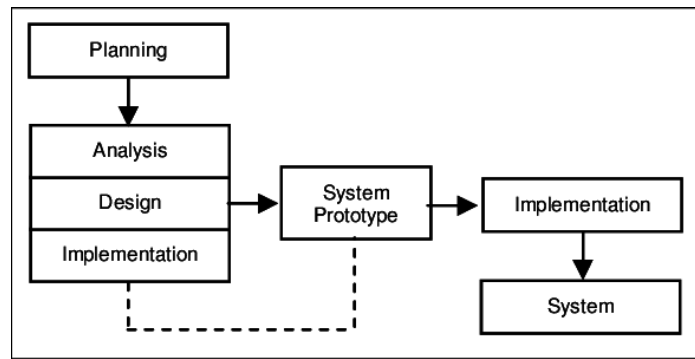 Planning
Analysis
Design
Implementation
System
Prototype
Implementation
System